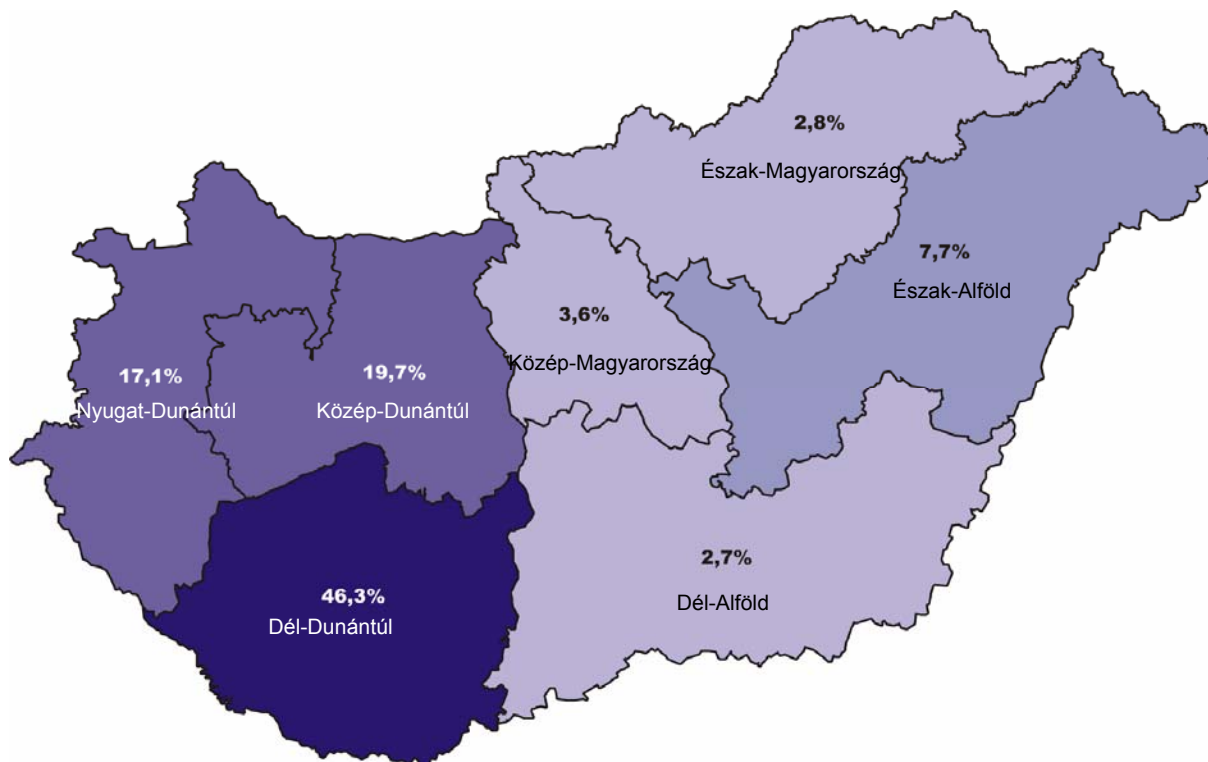 2,8%
Észak-Magyarország
7,7%
Észak-Alföld
3,6%
Közép-Magyarország
17,1%
Nyugat-Dunántúl
19,7%
Közép-Dunántúl
2,7%
Dél-Alföld
46,3%
Dél-Dunántúl